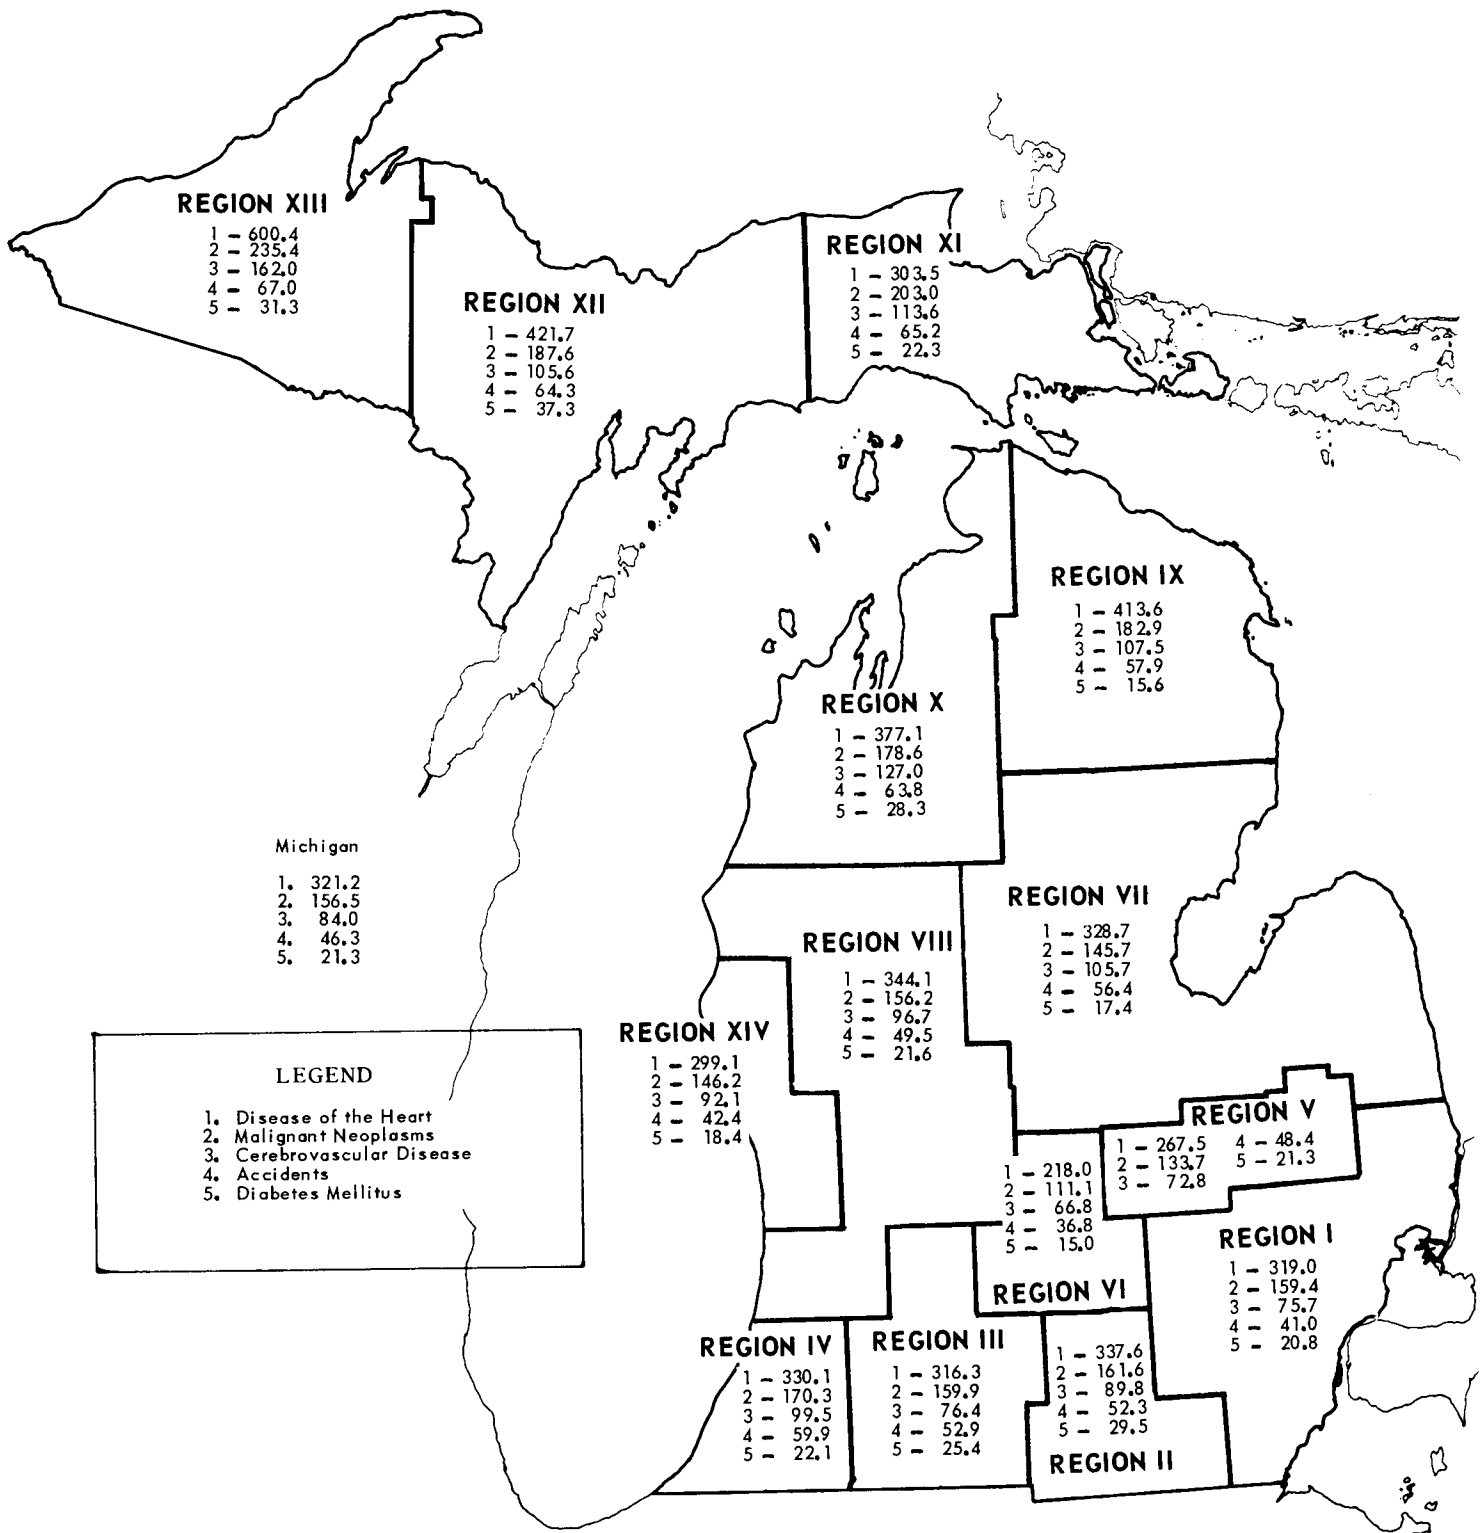 REGION XIII
1 – 600.4
2 – 235.4
3 – 162.0
4 – 67.0
5 – 31.3
REGION XII
1 – 421.7
2 – 187.6
3 – 105.6
4 – 64.3
5 – 37.3
REGION XI
1 – 303.5
2 – 203.0
3 – 113.6
4 – 65.2
5 – 22.3
REGION IX
1 – 413.6
2 – 182.9
3 – 107.5
4 – 57.9
5 – 15.6
REGION X
1 – 377.1
2 – 178.6
3 – 127.0
4 – 63.8
5 – 28.3
Michigan
1. 321.2
2. 156.5
3. 84.0
4. 46.3
5. 21.3
REGION VII
1 – 328.7
2 – 145.7
3 – 105.7
4 – 56.4
5 – 17.4
REGION VIII
1 – 344.1
2 – 156.2
3 – 96.7
4 – 49.5
5 – 21.6
REGION XIV
1 – 299.1
2 – 146.2
3 – 92.1
4 – 42.4
5 – 18.4
LEGEND
1. Disease of the Heart
2. Malignant Neoplasms
3. Cerebrovascular Disease
4. Accidents
5. Diabetes Mellitus
REGION V
1 – 267.5 4 – 48.4
2 – 133.7 5 – 21.3
3 – 72.8
1 – 218.0
2 – 111.1
3 – 66.8
4 – 36.8
5 – 15.0
REGION VI
REGION I
1 – 319.0
2 – 159.4
3 – 75.7
4 – 41.0
5 – 20.8
REGION IV
1 – 330.1
2 – 170.3
3 – 99.5
4 – 59.9
5 – 22.1
REGION III
1 – 316.3
2 – 159.9
3 – 76.4
4 – 52.9
5 – 25.4
1 – 337.6
2 – 161.6
3 – 89.8
4 – 52.3
5 – 29.5
REGION II